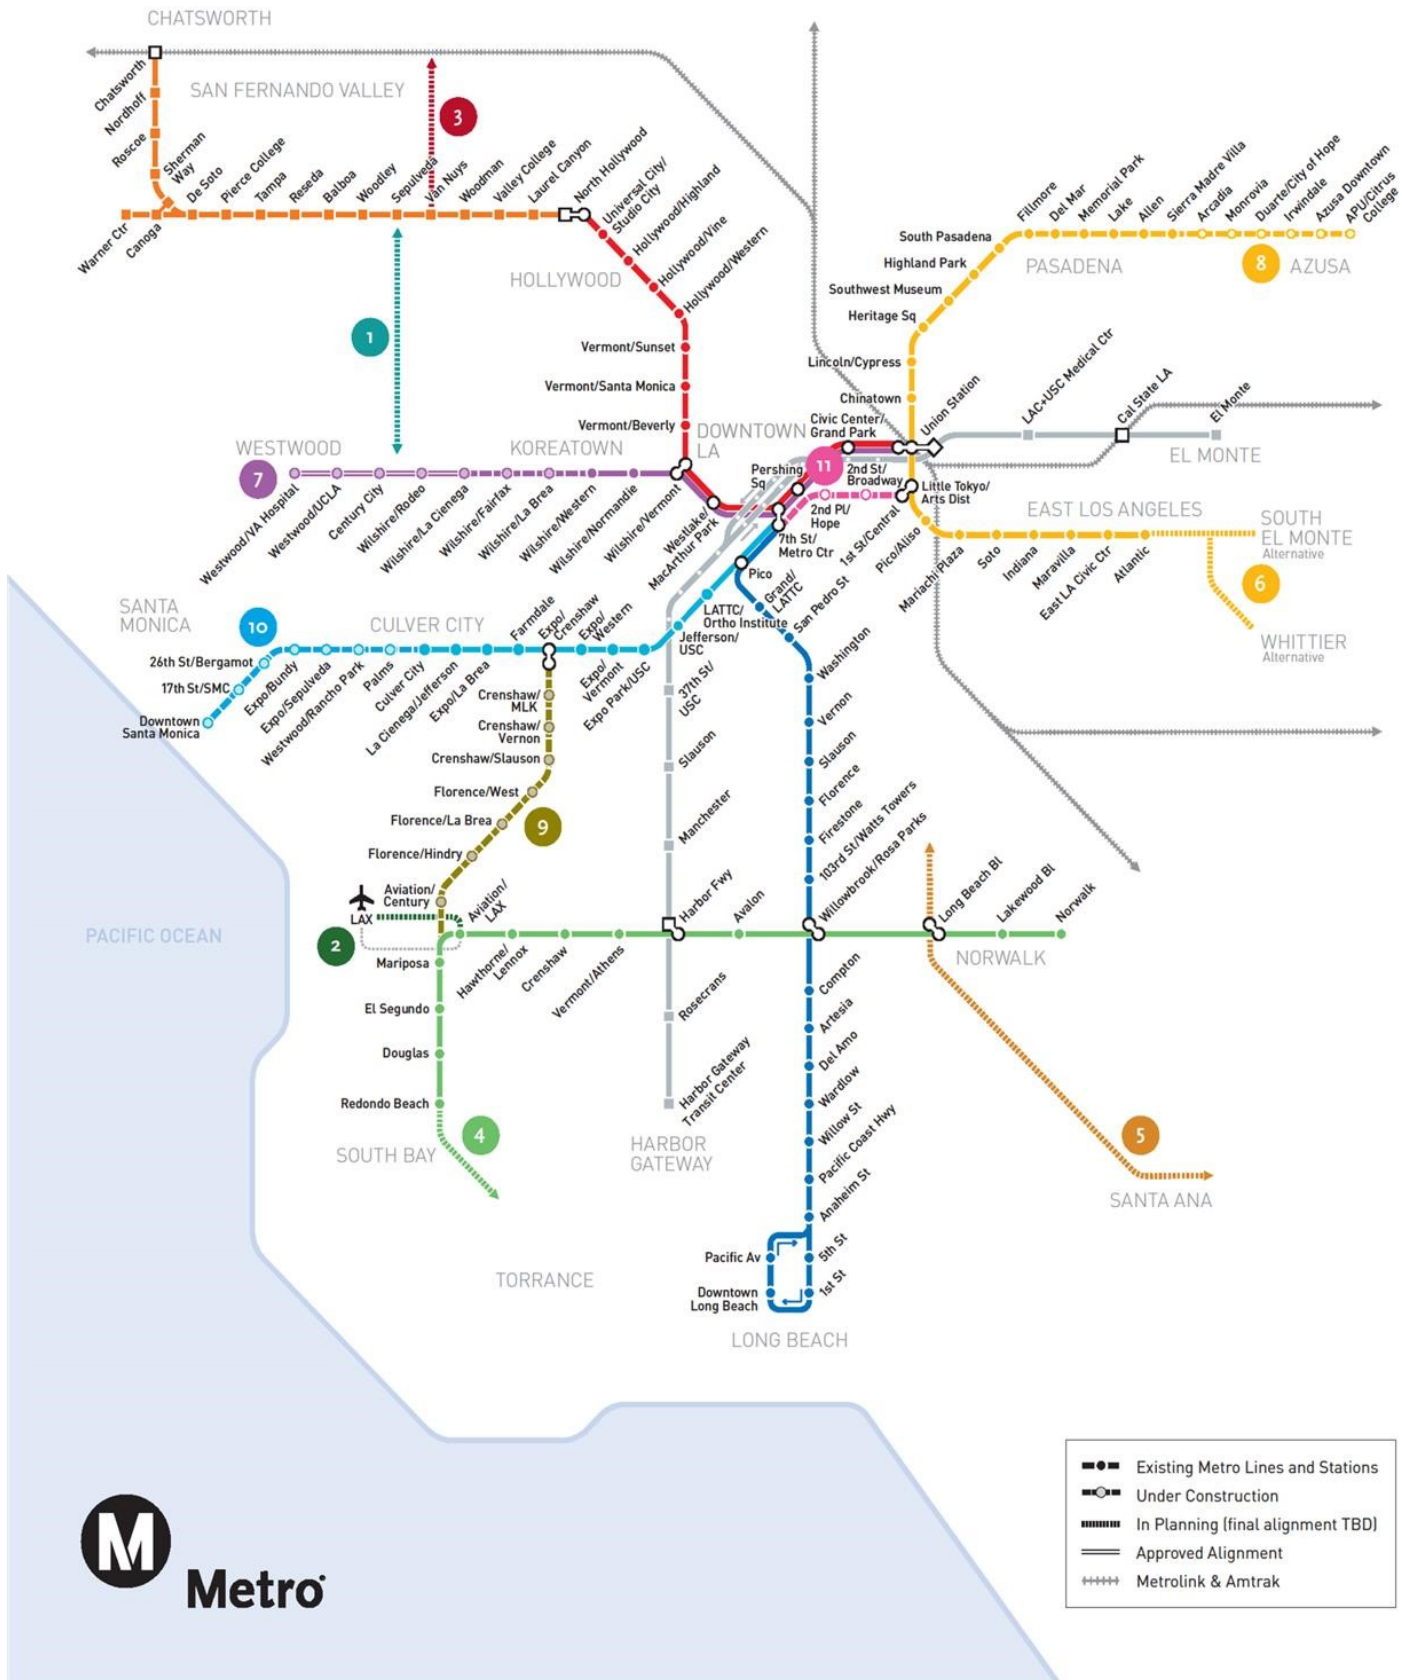 CHATSWORTH
Chatsworth
Nordhoff
Roscoe
Sherman
Way
SAN FERNANDO VALLEY
3
Warner Ctr
Canoga
De Soto
Pierce College
Tampa
Reseda
Balboa
Woodley
Sepulveda
Van Nuys
Woodman
Valley College
Laurel Canyon
North Hollywood
Universal City/
Studio City
Hollywood/Highland
Hollywood/Vine
Hollywood/Western
HOLLYWOOD
Vermont/Sunset
Vermont/Santa Monica
Vermont/Beverly
1
Fillmore
Del Mar
Memorial Park
Lake
Allen
Sierra Madre Villa
Arcadia
Monrovia
Duarte/City of Hope
Irwindale
Azusa Downtown
APU/Citrus
College
South Pasadena
Highland Park
Southwest Museum
Heritage Sq
Lincoln/Cypress
Chinatown
PASADENA
8
AZUSA
Union Station
LAC+USC Medical Ctr
Cal State LA
El Monte
EL MONTE
WESTWOOD
7
KOREATOWN
DOWNTOWN
LA
Civic Center/
Grand Park
Pershing
Sq
11
2nd St/
Broadway
2nd Pl/
Hope
Little Tokyo/
Arts Dist
1st St/Central
7th St/
Metro Ctr
Westwood/VA Hospital
Westwood/UCLA
Century City
Wilshire/Rodeo
Wilshire/La Cienega
Wilshire/Fairfax
Wilshire/La Brea
Wilshire/Western
Wilshire/Normandie
Wilshire/Vermont
Westlake/
MacArthur Park
Pico/Aliso
Mariachi Plaza
Soto
Indiana
Maravilla
East LA Civic Ctr
Atlantic
EAST LOS ANGELES
SOUTH
EL MONTE
Alternative
6
WHITTIER
Alternative
Pico
Grand/
LATTC
San Pedro St
Washington
Vernon
Slauson
Florence
Firestone
103rd St/Watts Towers
Willowbrook/Rosa Parks
SANTA
MONICA
10
CULVER CITY
26th St/Bergamot
17th St/SMC
Downtown
Santa Monica
Expo/Bundy
Expo/Sepulveda
Westwood/Rancho Park
Palms
Culver City
La Cienega/Jefferson
Expo/La Brea
Farmdale
Expo/
Crenshaw
Expo/
Western
Expo/
Vermont
Expo Park/USC
Jefferson/
USC
LATTC/
Ortho Institute
37th St/
USC
Slauson
Manchester
Harbor Fwy
Crenshaw/
MLK
Crenshaw/
Vernon
Crenshaw/Slauson
Florence/West
Florence/La Brea
Florence/Hindry
9
Aviation/
Century
Aviation/
LAX
LAX
2
Hawthorne/
Lennox
Crenshaw
Vermont/Athens
Avalon
Long Beach Bl
Lakewood Bl
Norwalk
NORWALK
PACIFIC OCEAN
Mariposa
El Segundo
Douglas
Redondo Beach
4
SOUTH BAY
Rosecrans
Harbor Gateway
Transit Center
HARBOR
GATEWAY
Compton
Artesia
Del Amo
Wardlow
Willow St
Pacific Coast Hwy
Anaheim St
5th St
1st St
Pacific Av
Downtown
Long Beach
LONG BEACH
TORRANCE
5
SANTA ANA
Existing Metro Lines and Stations
Under Construction
In Planning (final alignment TBD)
Approved Alignment
Metrolink & Amtrak
M
Metro